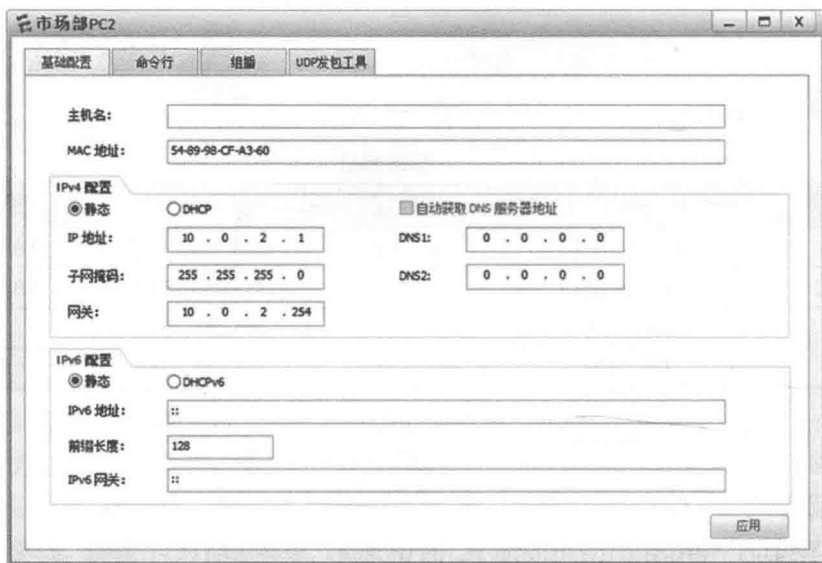 市场部PC2
基础配置 命令行 组播 UDP发包工具
主机名:
MAC 地址: 54-89-98-CF-A3-60
IPv4 配置
静态 DHCP 自动获取 DNS 服务器地址
IP 地址: 10 . 0 . 2 . 1 DNS1: 0 . 0 . 0 . 0
子网掩码: 255 . 255 . 255 . 0 DNS2: 0 . 0 . 0 . 0
网关: 10 . 0 . 2 . 254
IPv6 配置
静态 DHCPv6
IPv6 地址: ::
前缀长度: 128
IPv6 网关: ::
应用